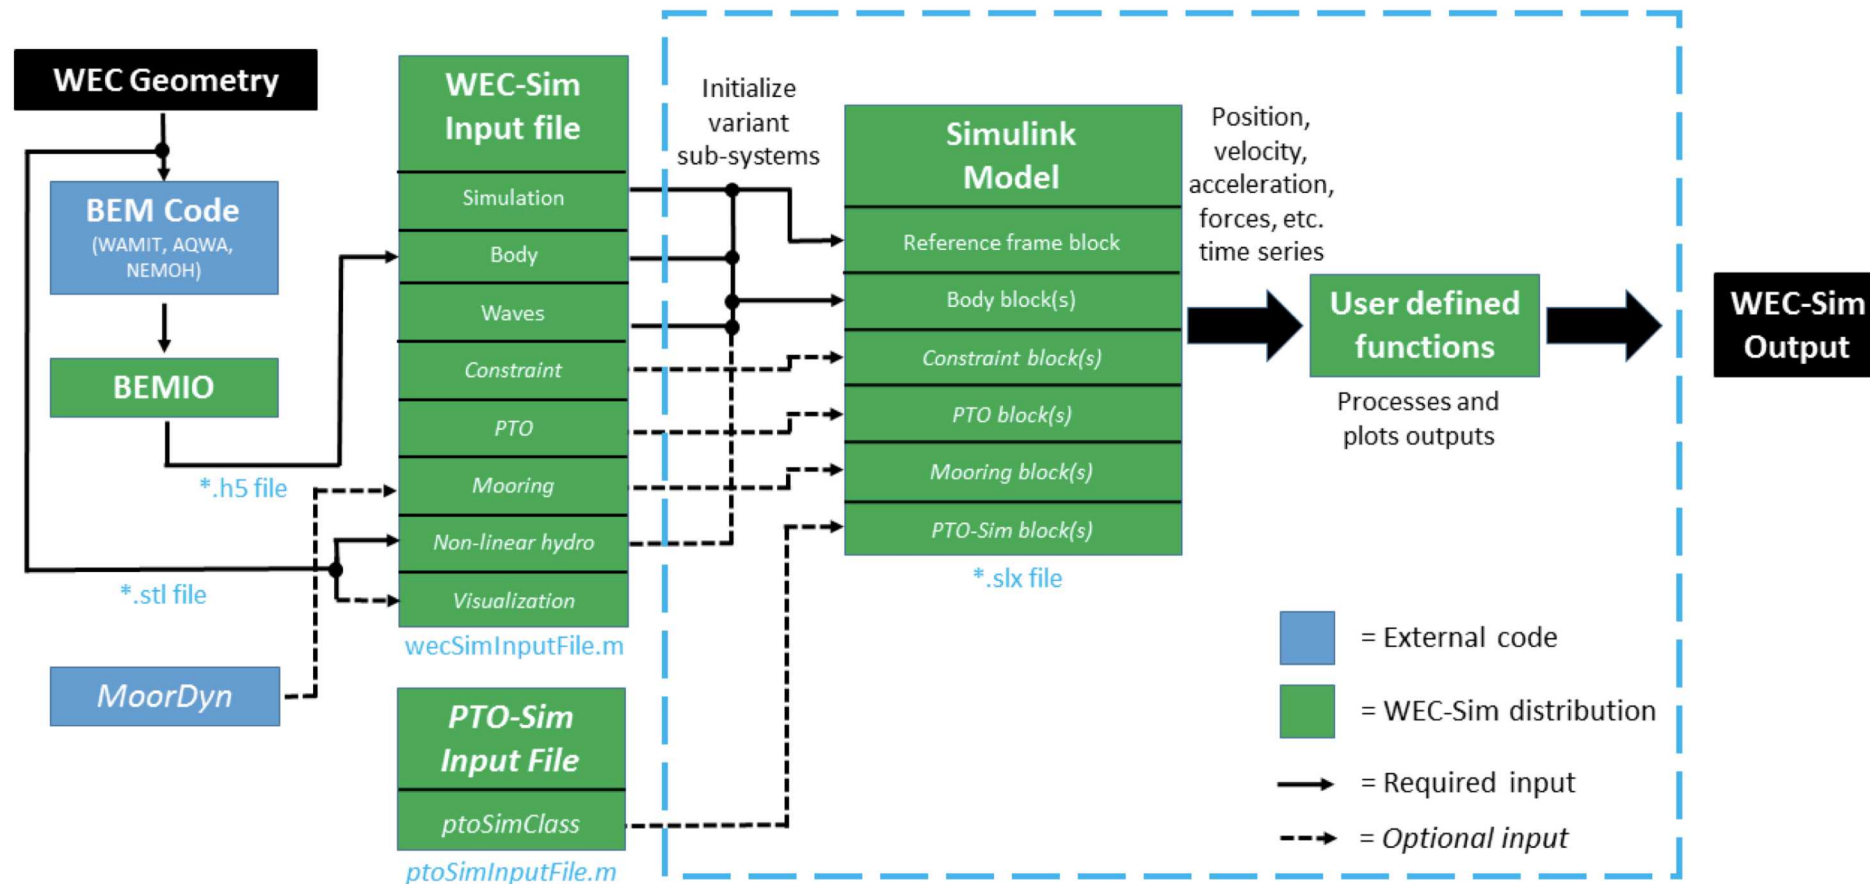 WEC Geometry
BEM Code
(WAMIT, AQWA,
NEMOH)
BEMIO
*.h5 file
*.stl file
MoorDyn
WEC-Sim
Input file
Simulation
Body
Waves
Constraint
PTO
Mooring
Non-linear hydro
Visualization
wecSimInputFile.m
PTO-Sim
Input File
ptoSimClass
ptoSimInputFile.m
Initialize
variant
sub-systems
Simulink
Model
Reference frame block
Body block(s)
Constraint block(s)
PTO block(s)
Mooring block(s)
PTO-Sim block(s)
*.slx file
Position,
velocity,
acceleration,
forces, etc.
time series
User defined
functions
Processes and
plots outputs
WEC-Sim
Output
= External code
= WEC-Sim distribution
= Required input
= Optional input